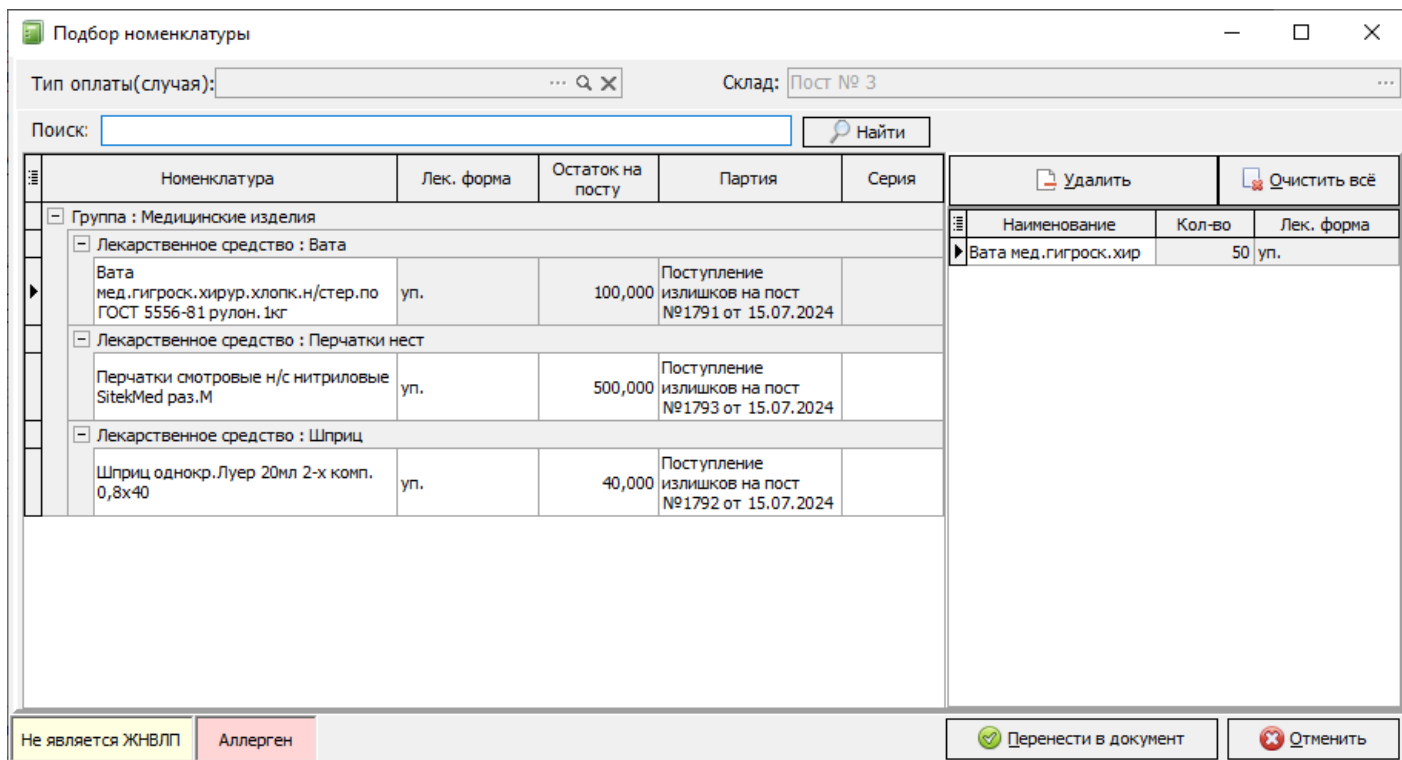 Подбор номенклатуры
Тип оплаты(случая):
Склад: Пост № 3
Поиск:
Найти
Номенклатура Лек. форма Остаток на посту Партия Серия
Группа : Медицинские изделия
Лекарственное средство : Вата
Вата
мед.гигроск.хирур.хлопк.н/стер.по
ГОСТ 5556-81 рулон.1кг
уп.
100,000
Поступление
излишков на пост
№1791 от 15.07.2024
Лекарственное средство : Перчатки нест
Перчатки смотровые н/с нитриловые
SitekMed раз.М
уп.
500,000
Поступление
излишков на пост
№1793 от 15.07.2024
Лекарственное средство : Шприц
Шприц однокр.Луер 20мл 2-х комп.
0,8х40
уп.
40,000
Поступление
излишков на пост
№1792 от 15.07.2024
Удалить
Очистить всё
Наименование Кол-во Лек. форма
Вата мед.гигроск.хир 50 уп.
Не является ЖНВЛП
Аллерген
Перенести в документ
Отменить